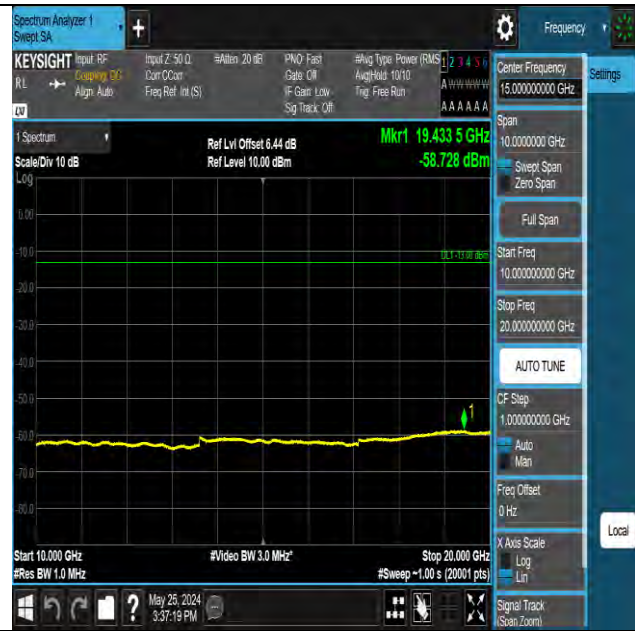 Spectrum Analyzer 1
Swept SA
+
Frequency
KEYSIGHT
RL
Input: RF
Coupling: DC
Align: Auto
Input Z: 50 Ω
Corr CCorr
Freq Ref: Int (S)
#Atten: 20 dB
PNO: Fast
Gate: Off
IF Gain: Low
Sig Track: Off
#Avg Type: Power (RMS
Avg|Hold: 10/10
Trig: Free Run
1 2 3 4 5 6
A W W W W W
A A A A A A
1 Spectrum
Scale/Div 10 dB
Log
Ref Lvl Offset 6.44 dB
Ref Level 10.00 dBm
Mkr1 19.433 5 GHz
-58.728 dBm
0.00
-10.0
DL1 -13.00 dBm
-20.0
-30.0
-40.0
-50.0
1
-60.0
-70.0
-80.0
Start 10.000 GHz
#Res BW 1.0 MHz
#Video BW 3.0 MHz*
Stop 20.000 GHz
#Sweep ~1.00 s (20001 pts)
?
May 25, 2024
3:37:19 PM
Center Frequency
15.00000000 GHz
Settings
Span
10.0000000 GHz
Swept Span
Zero Span
Full Span
Start Freq
10.000000000 GHz
Stop Freq
20.000000000 GHz
AUTO TUNE
CF Step
1.000000000 GHz
Auto
Man
Freq Offset
0 Hz
X Axis Scale
Log
Lin
Local
Signal Track
(Span Zoom)